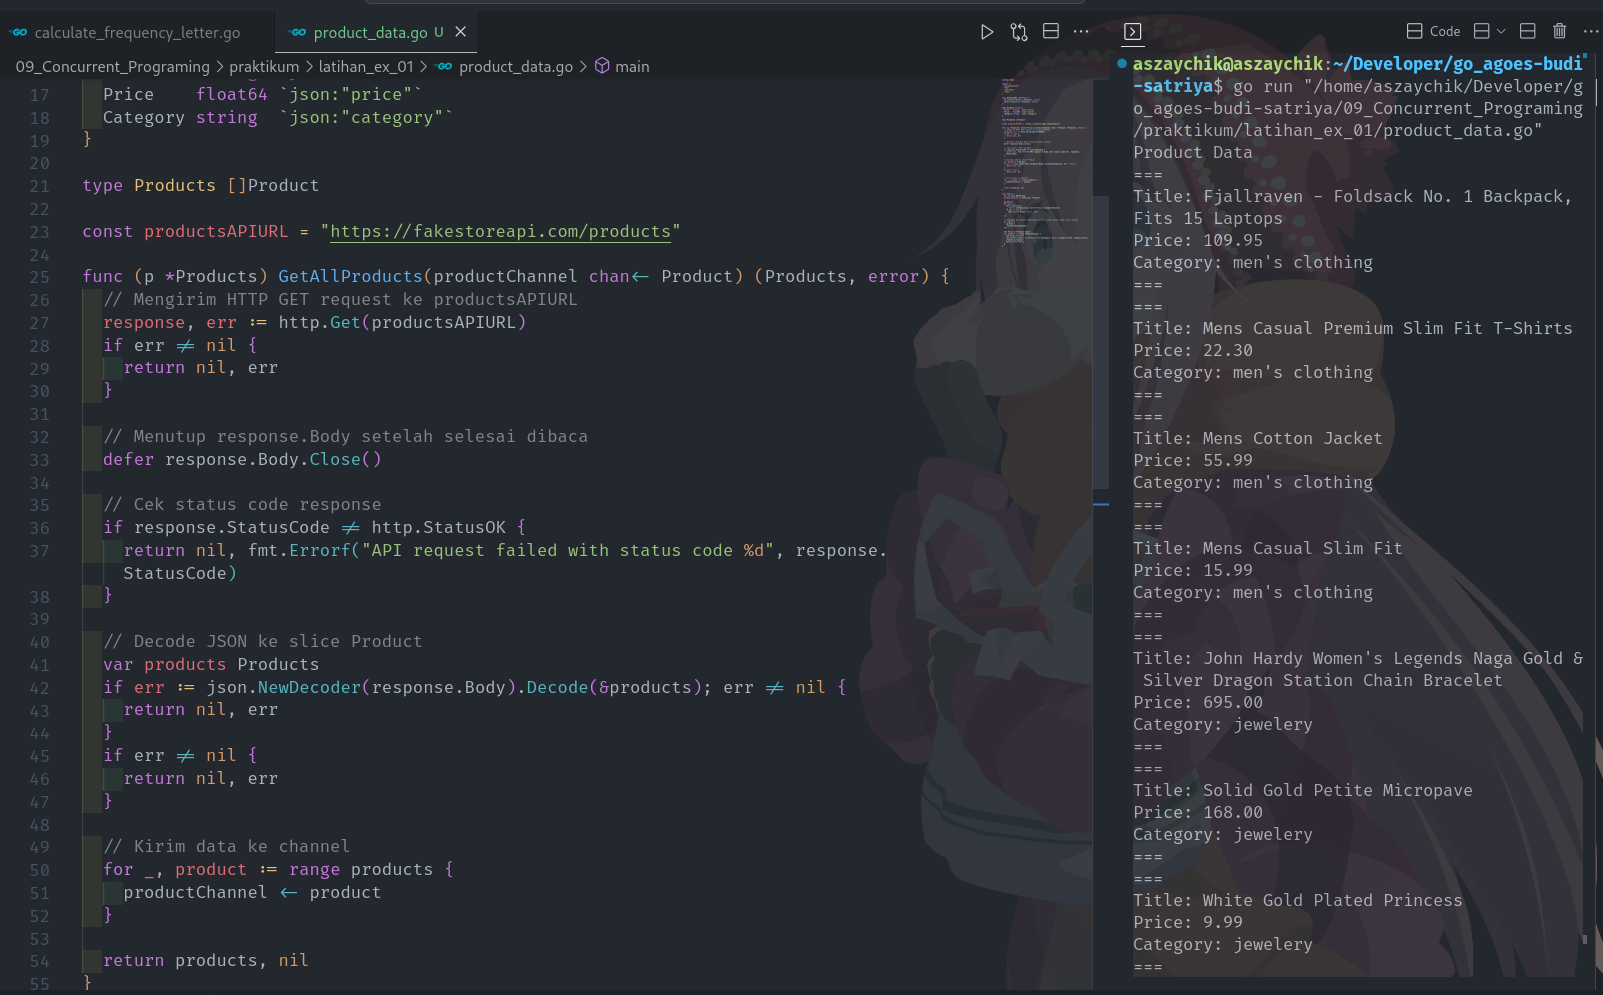 calculate_frequency_letter.go
product_data.go U
Code
09_Concurrent_Programing > praktikum > latihan_ex_01 > product_data.go > main
17 Price float64 `json:"price"`
18 Category string `json:"category"`
19 }
20
21 type Products []Product
22
23 const productsAPIURL = "https://fakestoreapi.com/products"
24
25 func (p *Products) GetAllProducts(productChannel chan<- Product) (Products, error) {
26 // Mengirim HTTP GET request ke productsAPIURL
27 response, err := http.Get(productsAPIURL)
28 if err != nil {
29 return nil, err
30 }
31
32 // Menutup response.Body setelah selesai dibaca
33 defer response.Body.Close()
34
35 // Cek status code response
36 if response.StatusCode != http.StatusOK {
37 return nil, fmt.Errorf("API request failed with status code %d", response.
StatusCode)
38 }
39
40 // Decode JSON ke slice Product
41 var products Products
42 if err := json.NewDecoder(response.Body).Decode(&products); err != nil {
43 return nil, err
44 }
45 if err != nil {
46 return nil, err
47 }
48
49 // Kirim data ke channel
50 for _, product := range products {
51 productChannel <- product
52 }
53
54 return products, nil
55 }
aszaychik@aszaychik:~/Developer/go_agoes-budi
-satriya$ go run "/home/aszaychik/Developer/g
o_agoes-budi-satriya/09_Concurrent_Programing
/praktikum/latihan_ex_01/product_data.go"
Product Data
===
Title: Fjallraven - Foldsack No. 1 Backpack,
Fits 15 Laptops
Price: 109.95
Category: men's clothing
===
===
Title: Mens Casual Premium Slim Fit T-Shirts
Price: 22.30
Category: men's clothing
===
===
Title: Mens Cotton Jacket
Price: 55.99
Category: men's clothing
===
===
Title: Mens Casual Slim Fit
Price: 15.99
Category: men's clothing
===
===
Title: John Hardy Women's Legends Naga Gold &
Silver Dragon Station Chain Bracelet
Price: 695.00
Category: jewelery
===
===
Title: Solid Gold Petite Micropave
Price: 168.00
Category: jewelery
===
===
Title: White Gold Plated Princess
Price: 9.99
Category: jewelery
===